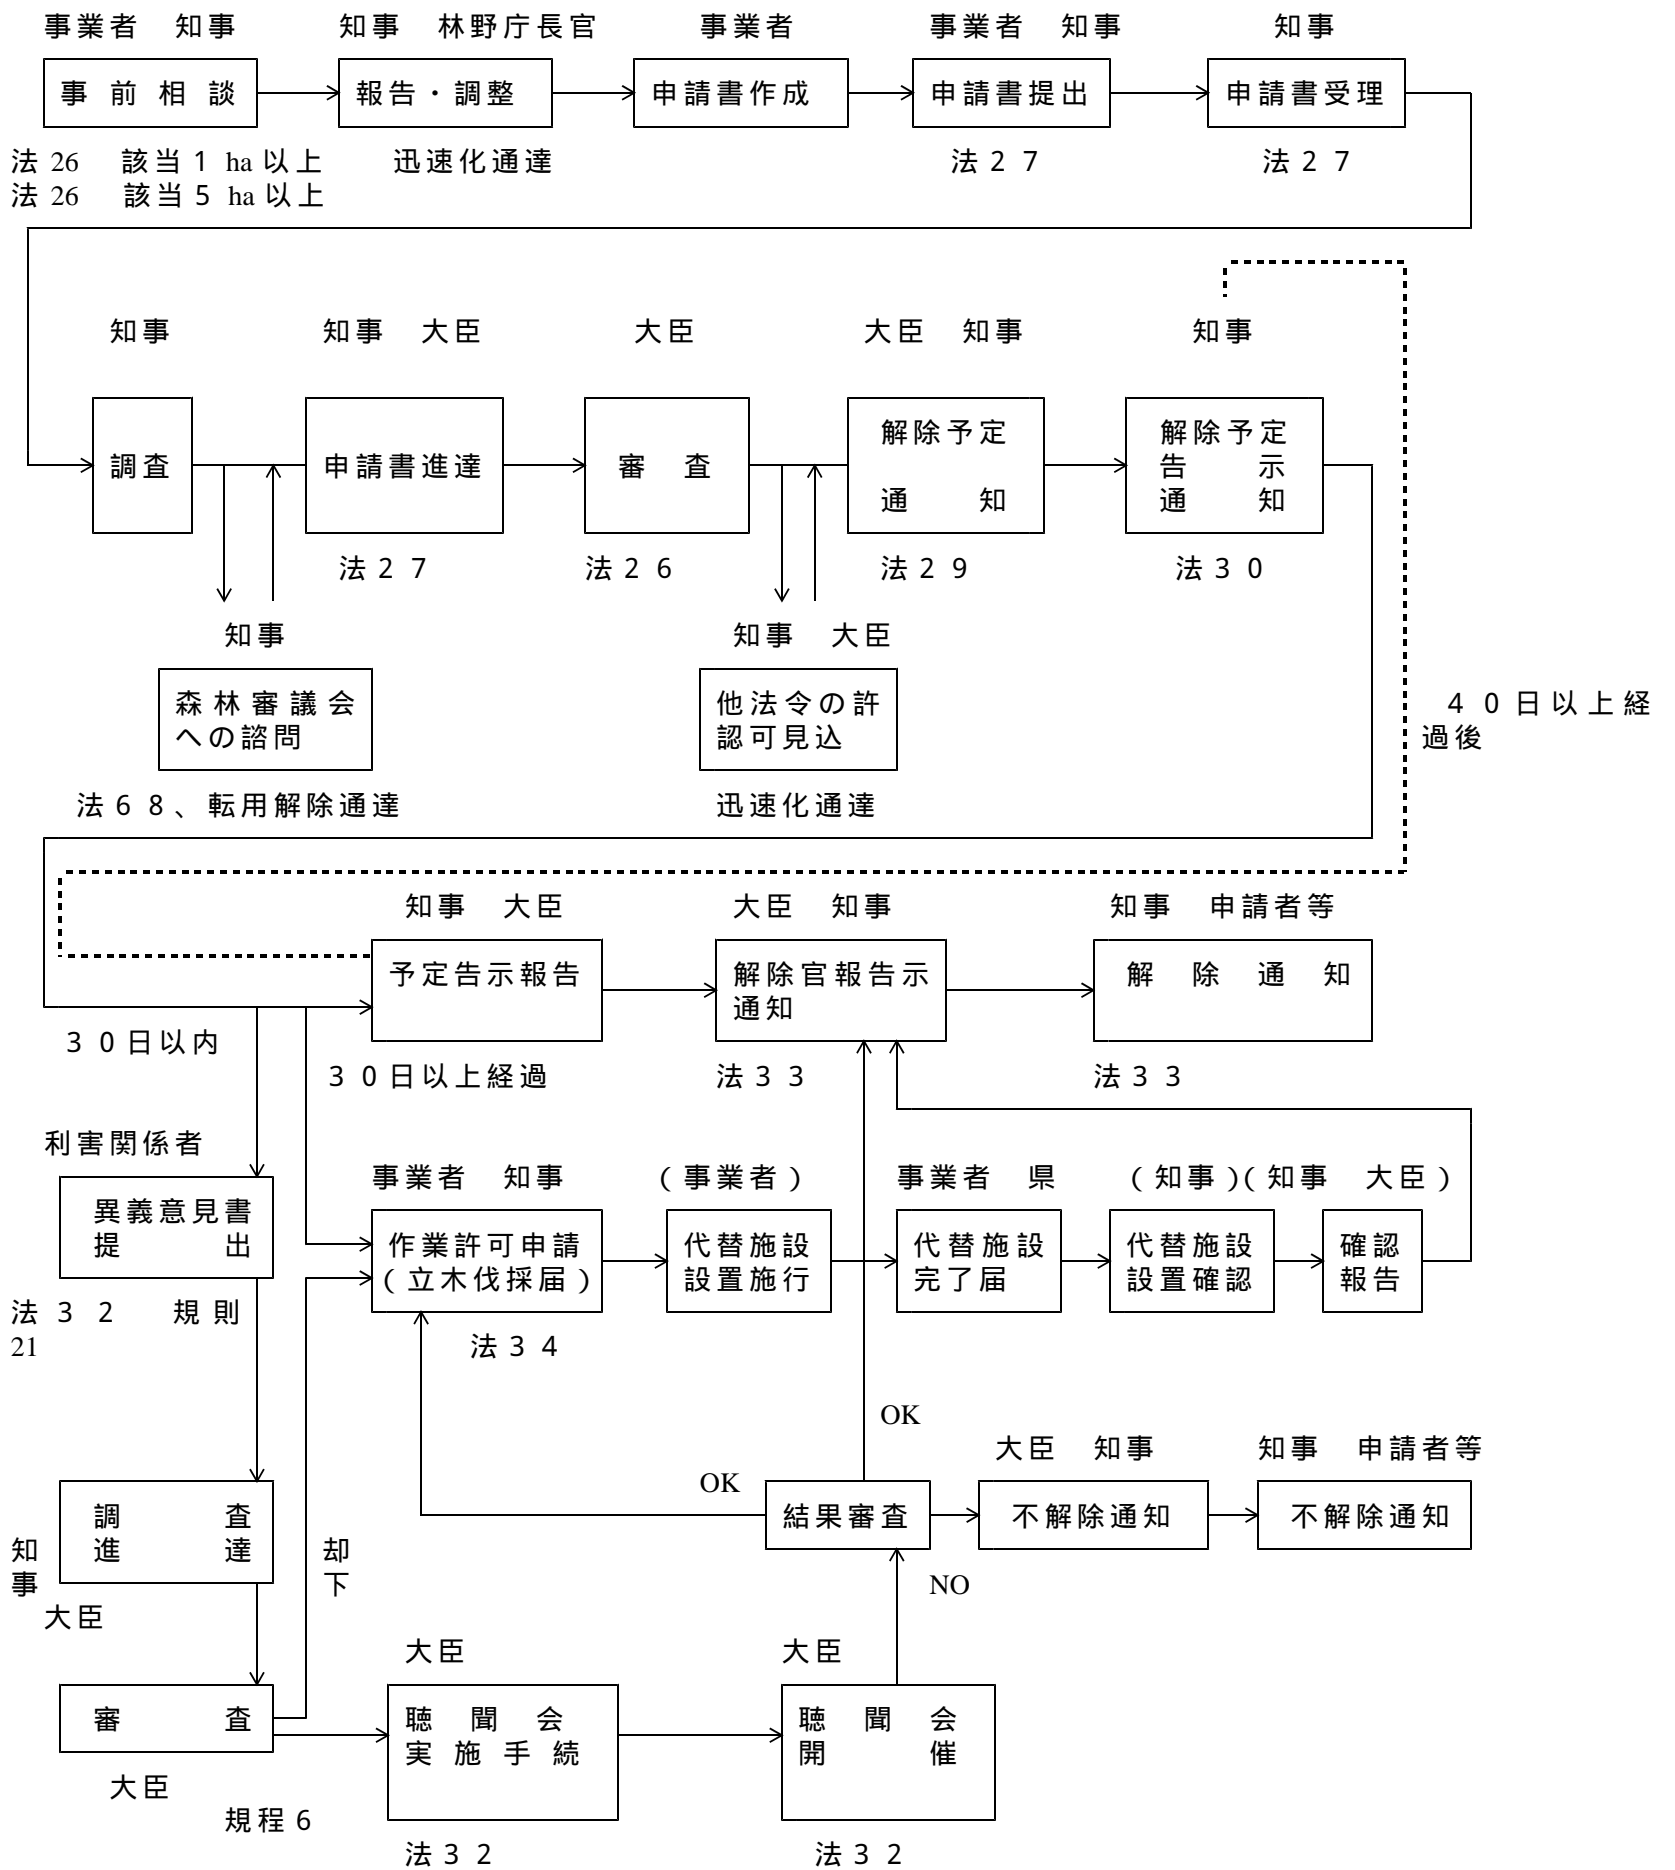 事業者　知事
知事　林野庁長官
事業者
事業者　知事
知事
事前相談
報告・調整
申請書作成
申請書提出
申請書受理
法26　該当１ha以上
法26　該当５ha以上
迅速化通達
法２７
法２７
知事
知事　大臣
大臣
大臣　知事
知事
調査
申請書進達
審　査
解除予定
通　　知
解除予定
告　　示
通　　知
法２７
法２６
法２９
法３０
知事
知事　大臣
森林審議会
への諮問
他法令の許
認可見込
４０日以上経
過後
法６８、転用解除通達
迅速化通達
知事　大臣
大臣　知事
知事　申請者等
予定告示報告
解除官報告示
通知
解　除　通　知
３０日以内
３０日以上経過
法３３
法３３
利害関係者
異義意見書
提　　　出
法３２　規則
21
事業者　知事
（事業者）
事業者　県
（知事）（知事　大臣）
作業許可申請
（立木伐採届）
代替施設
設置施行
代替施設
完了届
代替施設
設置確認
確認
報告
法３４
OK
OK
大臣　知事
知事　申請者等
調　　　査
進　　　達
結果審査
不解除通知
不解除通知
知
事
大臣
却
下
NO
大臣
大臣
審　　　査
聴　聞　会
実施手続
聴　聞　会
開　　　催
大臣
規程６
法３２
法３２